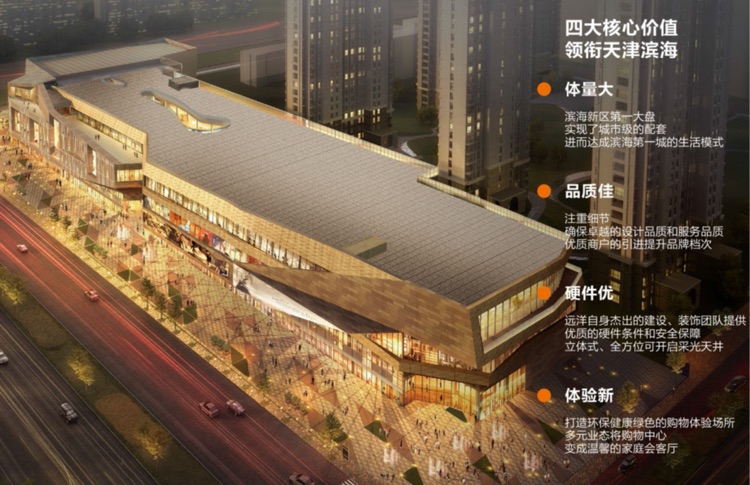 四大核心价值
领衔天津滨海
体量大
滨海新区第一大盘
实现了城市级的配套
进而达成滨海第一城的生活模式
品质佳
注重细节
确保卓越的设计品质和服务品质
优质商户的引进提升品牌档次
硬件优
远洋自身杰出的建设、装饰团队提供
优质的硬件条件和安全保障
立体式、全方位可开启采光天井
体验新
打造环保健康绿色的购物体验场所
多元业态将购物中心
变成温馨的家庭会客厅